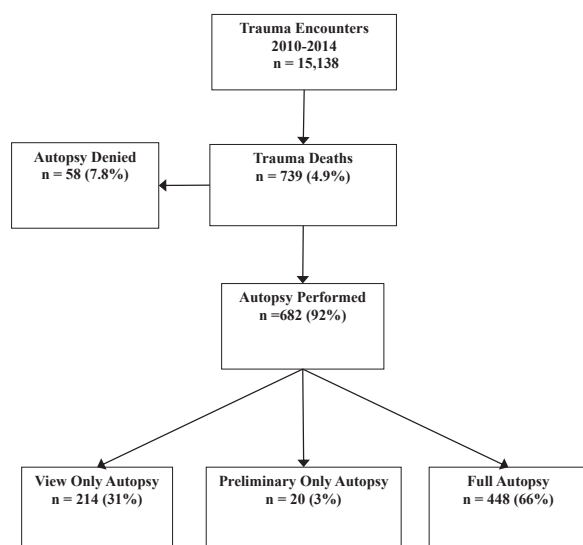 Trauma Encounters
2010-2014
n = 15,138
Autopsy Denied
n = 58 (7.8%)
Trauma Deaths
n = 739 (4.9%)
Autopsy Performed
n =682 (92%)
View Only Autopsy
n = 214 (31%)
Preliminary Only Autopsy
n = 20 (3%)
Full Autopsy
n = 448 (66%)